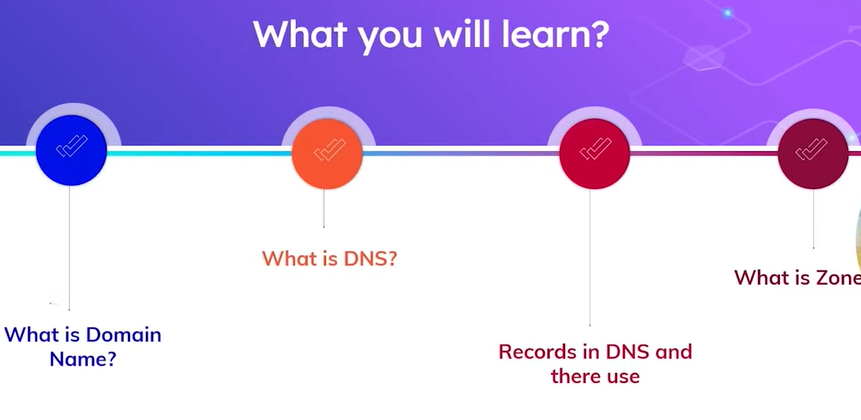 What you will learn?
What is Domain
Name?
What is DNS?
Records in DNS and
there use
What is Zone